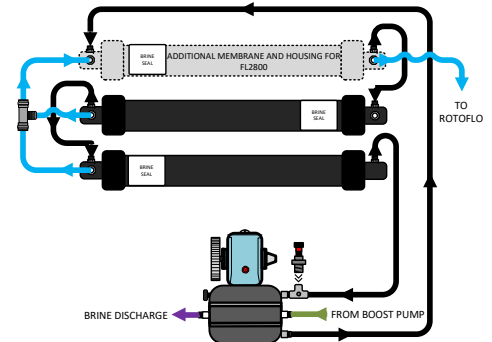 BRINE
SEAL
ADDITIONAL MEMBRANE AND HOUSING FOR
FL2800
BRINE
SEAL
TO
ROTOFLO
BRINE
SEAL
BRINE DISCHARGE
FROM BOOST PUMP